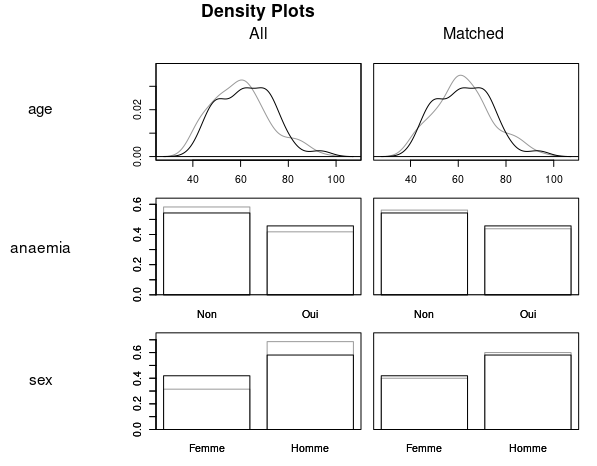 Density Plots
All Matched
age
0.00 0.02
40 60 80 100 40 60 80 100
anaemia
0.0 0.2 0.4 0.6
Non Oui Non Oui
sex
0.0 0.2 0.4 0.6
Femme Homme Femme Homme